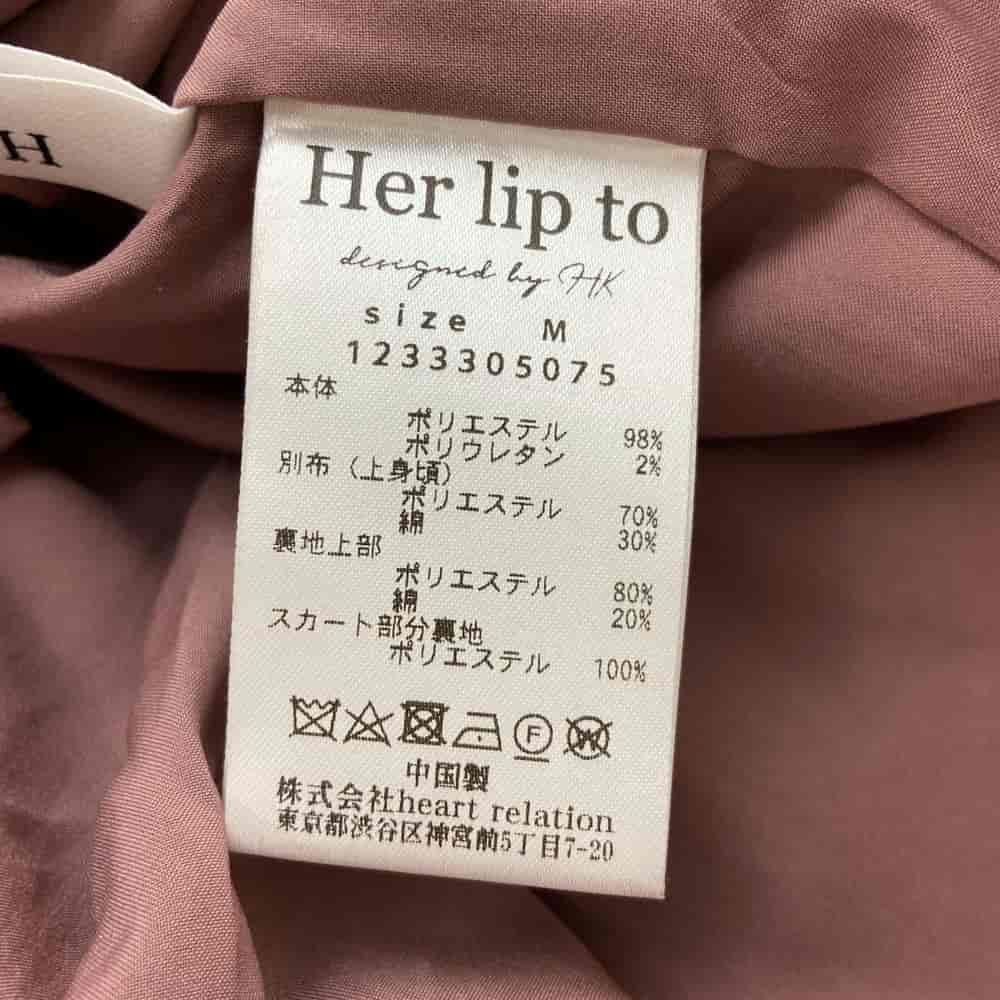 H
Her lip to
designed by HK
size M
1233305075
本体
ポリエステル 98%
ポリウレタン 2%
別布（上身頃）
ポリエステル 70%
綿 30%
裏地上部
ポリエステル 80%
綿 20%
スカート部分裏地
ポリエステル 100%
F W
中国製
株式会社heart relation
東京都渋谷区神宮前5丁目7-20